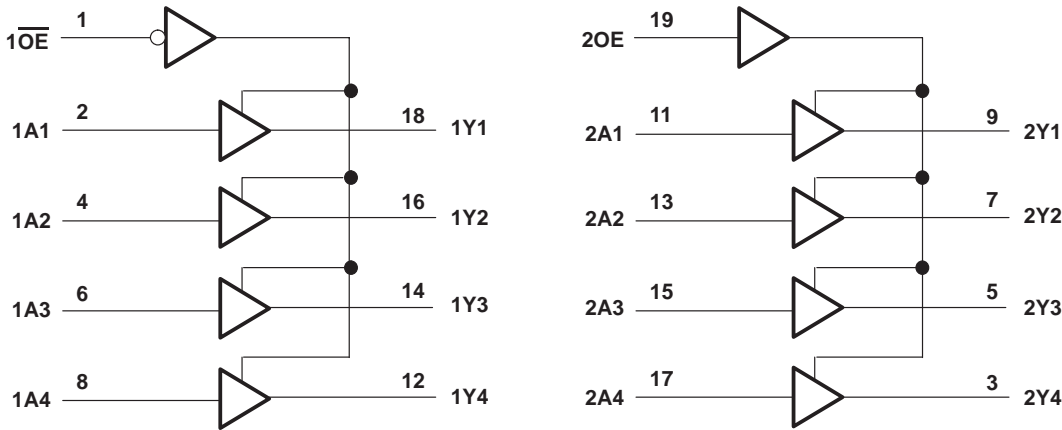 1O̅E̅ 1
1A1 2 18 1Y1
1A2 4 16 1Y2
1A3 6 14 1Y3
1A4 8 12 1Y4
2OE 19
2A1 11 9 2Y1
2A2 13 7 2Y2
2A3 15 5 2Y3
2A4 17 3 2Y4